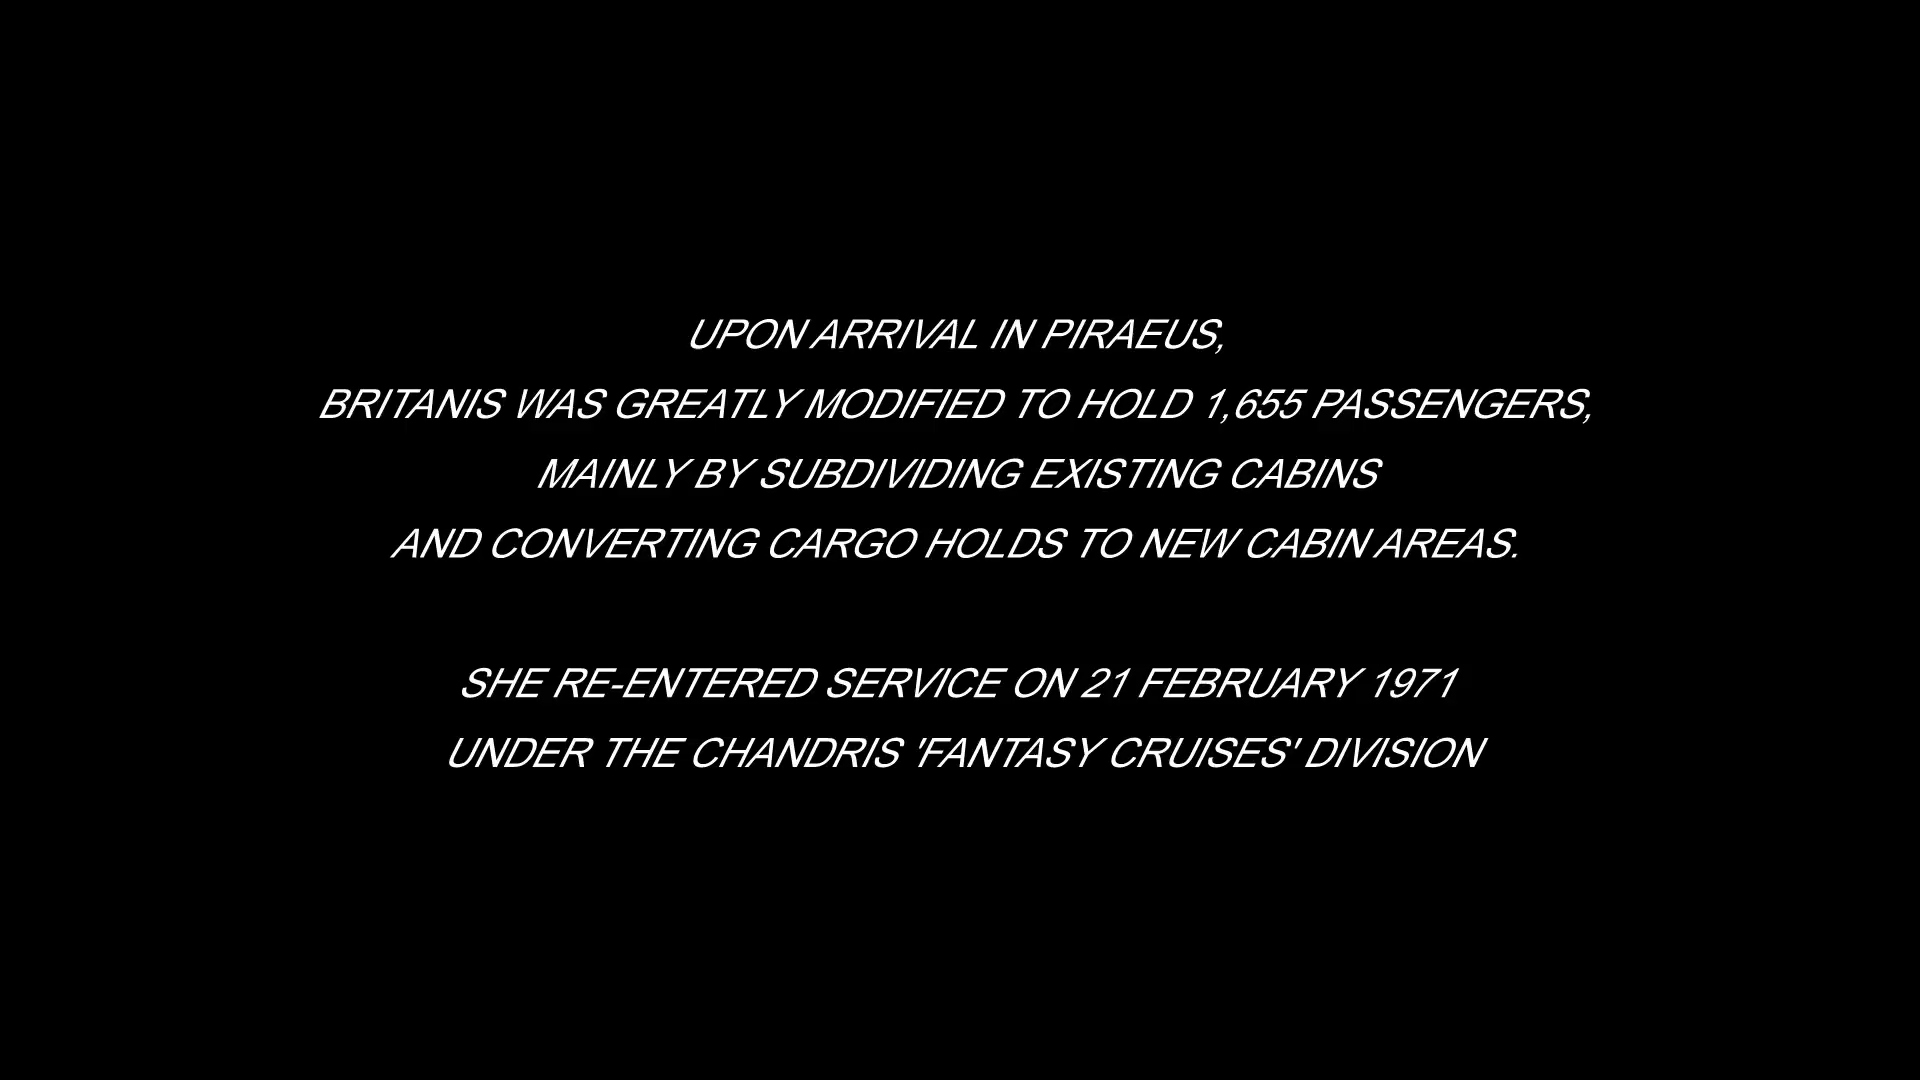 UPON ARRIVAL IN PIRAEUS,
BRITANIS WAS GREATLY MODIFIED TO HOLD 1,655 PASSENGERS,
MAINLY BY SUBDIVIDING EXISTING CABINS
AND CONVERTING CARGO HOLDS TO NEW CABIN AREAS.
SHE RE-ENTERED SERVICE ON 21 FEBRUARY 1971
UNDER THE CHANDRIS 'FANTASY CRUISES' DIVISION